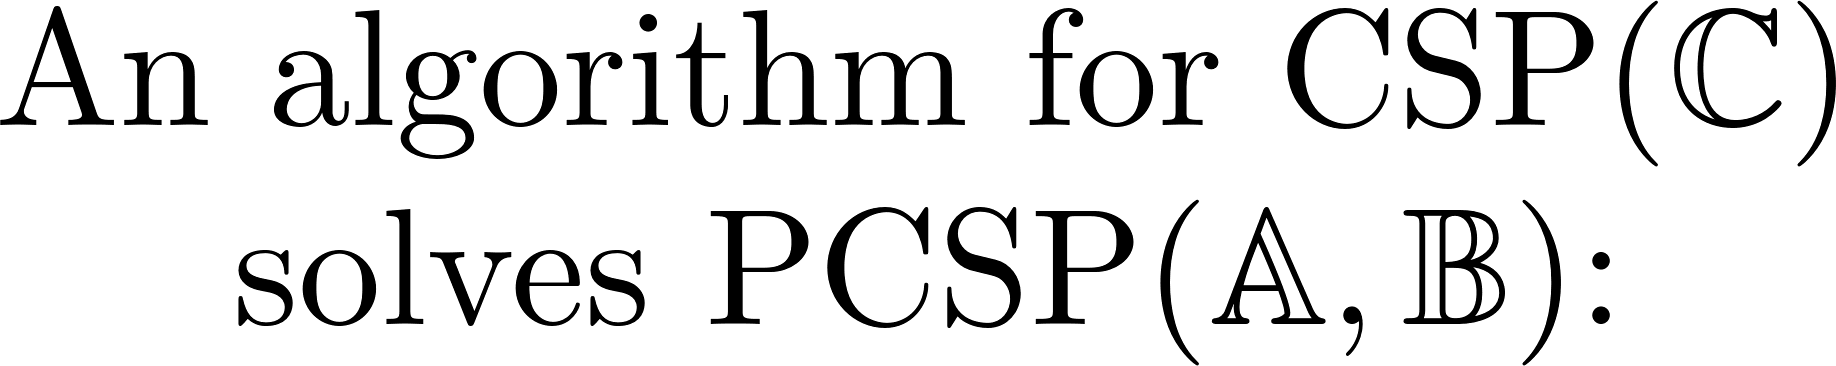 An algorithm for CSP(ℂ)
solves PCSP(𝔸, 𝔹):